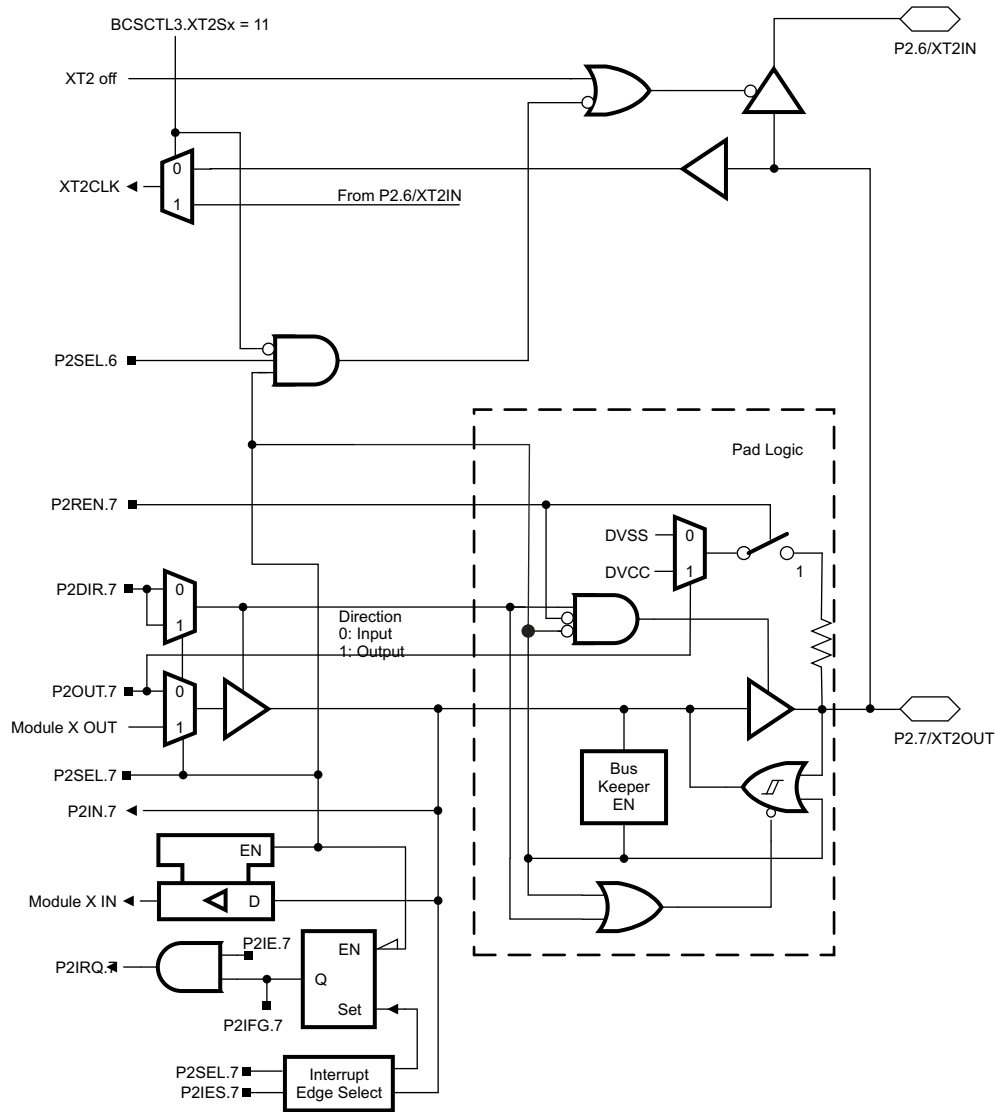 BCSCTL3.XT2Sx = 11
P2.6/XT2IN
XT2 off
0
XT2CLK
1
From P2.6/XT2IN
P2SEL.6
Pad Logic
P2REN.7
DVSS
0
DVCC
1
1
P2DIR.7
0
1
Direction
0: Input
1: Output
P2OUT.7
0
Module X OUT
1
P2.7/XT2OUT
P2SEL.7
Bus
Keeper
EN
P2IN.7
EN
Module X IN
D
P2IE.7
EN
P2IRQ.7
Q
Set
P2IFG.7
P2SEL.7
P2IES.7
Interrupt
Edge Select